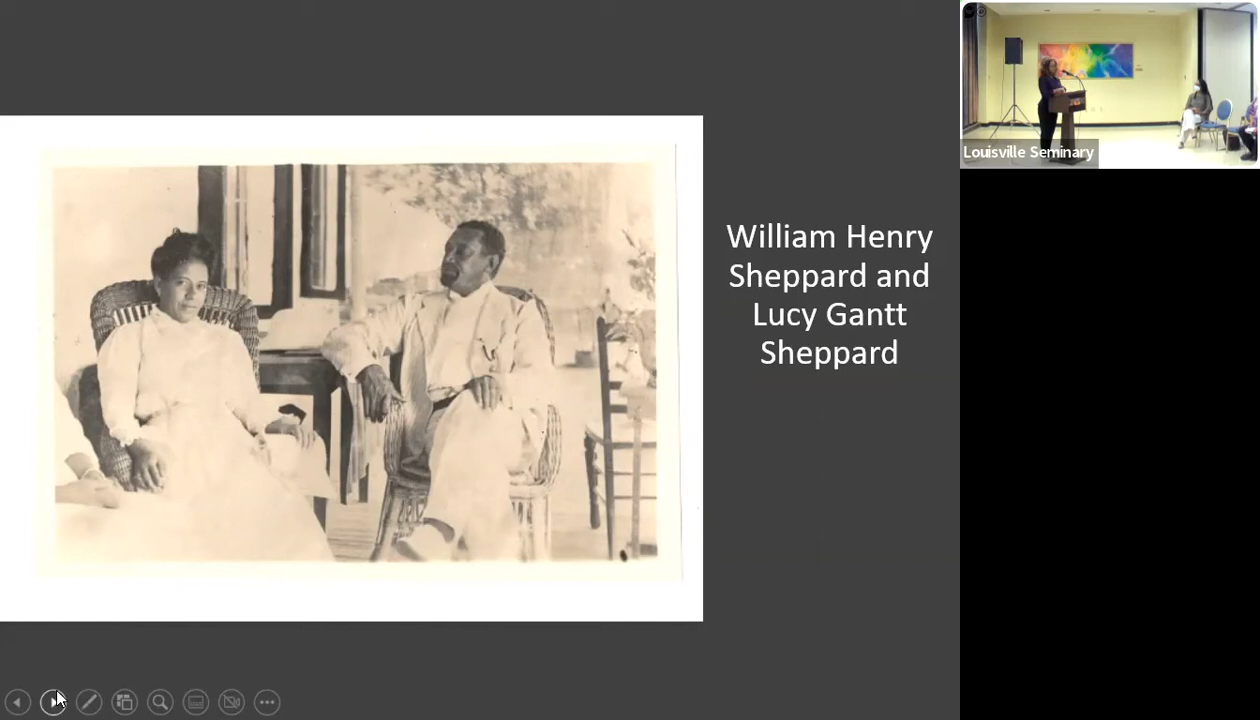 Louisville Seminary
William Henry
Sheppard and
Lucy Gantt
Sheppard